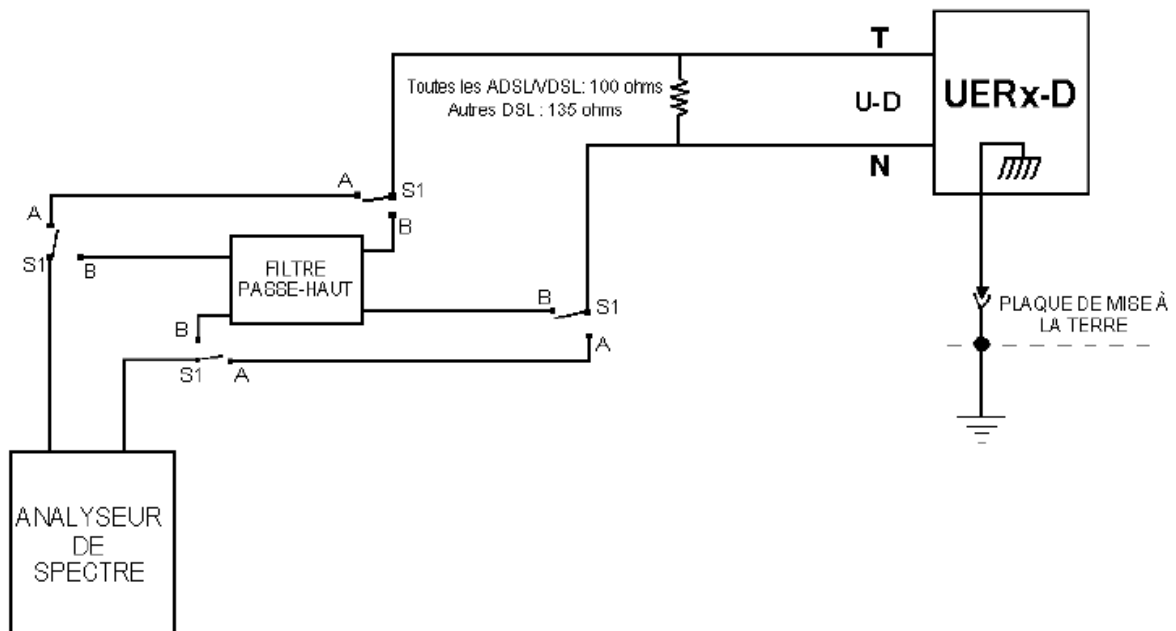 T
Toutes les ADSL/VDSL: 100 ohms
Autres DSL : 135 ohms
U-D
UERx-D
N
A
S1
B
A
S1
B
FILTRE
PASSE-HAUT
B
S1
A
B
S1
A
PLAQUE DE MISE À
LA TERRE
ANALYSEUR
DE
SPECTRE